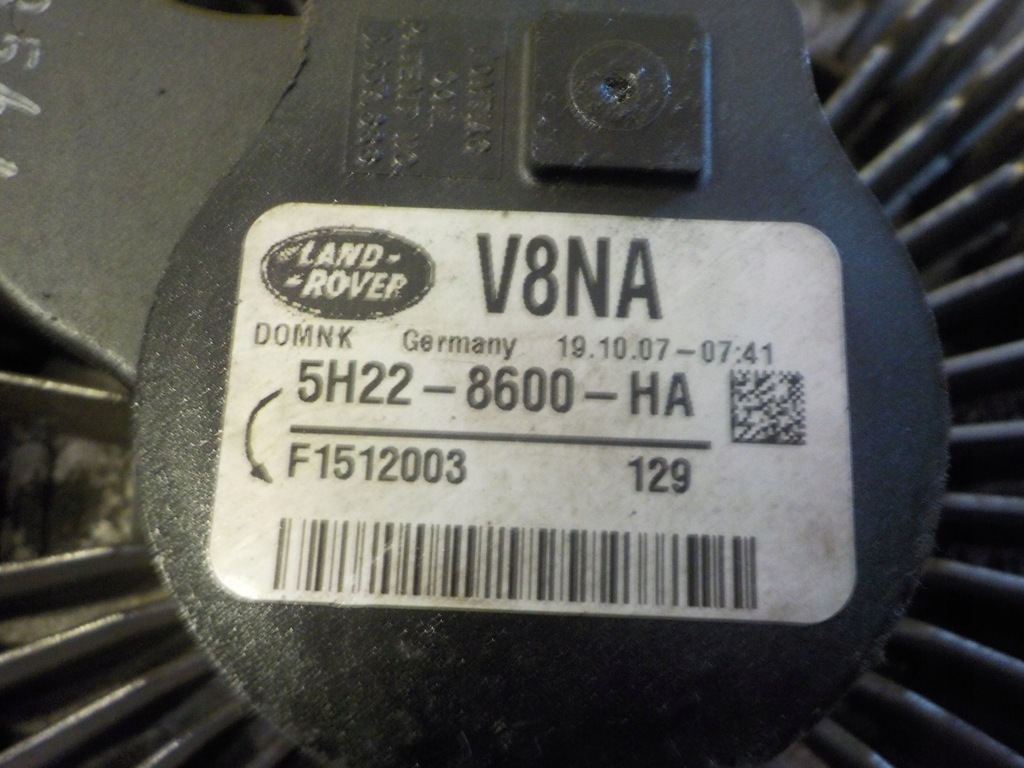 LAND-
-ROVER
V8NA
DOMNK Germany 19.10.07-07:41
5H22-8600-HA
F1512003 129